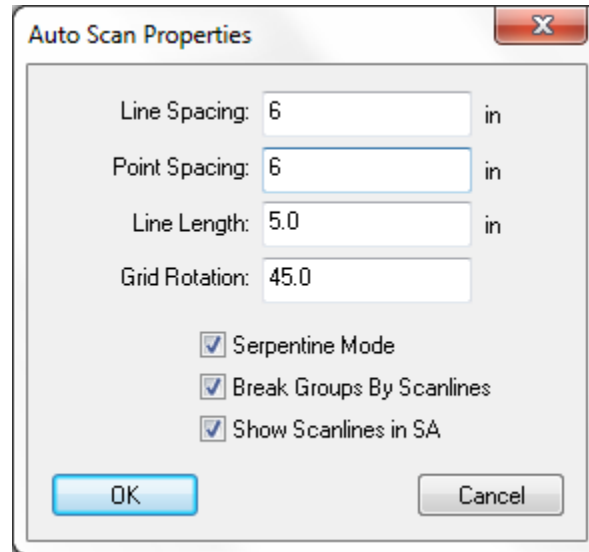 Auto Scan Properties
Line Spacing: 6 in
Point Spacing: 6 in
Line Length: 5.0 in
Grid Rotation: 45.0
Serpentine Mode
Break Groups By Scanlines
Show Scanlines in SA
OK Cancel